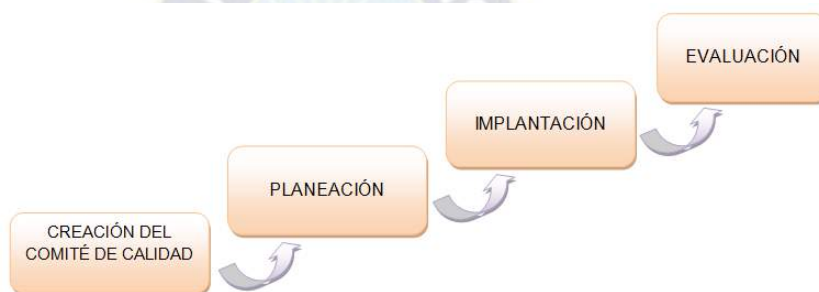 CREACIÓN DEL
COMITÉ DE CALIDAD
PLANEACIÓN
IMPLANTACIÓN
EVALUACIÓN